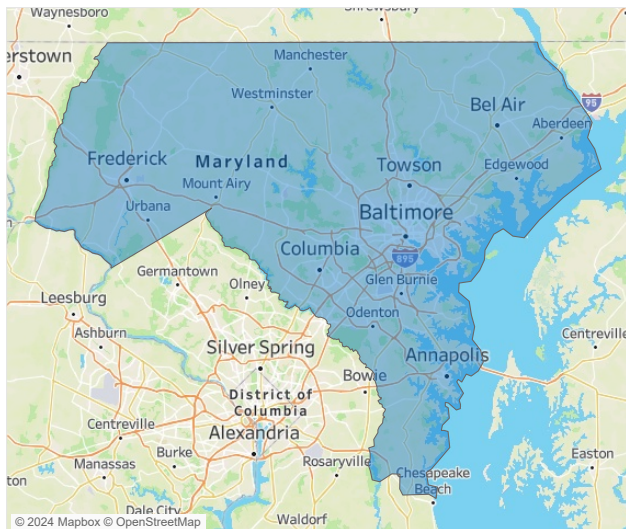 Waynesboro
Shrewsbury
erstown
Manchester
Westminster
95
Bel Air
Aberdeen
Frederick
Maryland
Towson
Edgewood
Mount Airy
Urbana
Baltimore
Columbia
895
Germantown
Olney
Glen Burnie
Leesburg
Odenton
Ashburn
Centreville
Silver Spring
Annapolis
Bowie
District of
Columbia
Centreville
Alexandria
Burke
Easton
Manassas
Rosaryville
Chesapeake
Beach
ton
Dale City
Waldorf
© 2024 Mapbox © OpenStreetMap